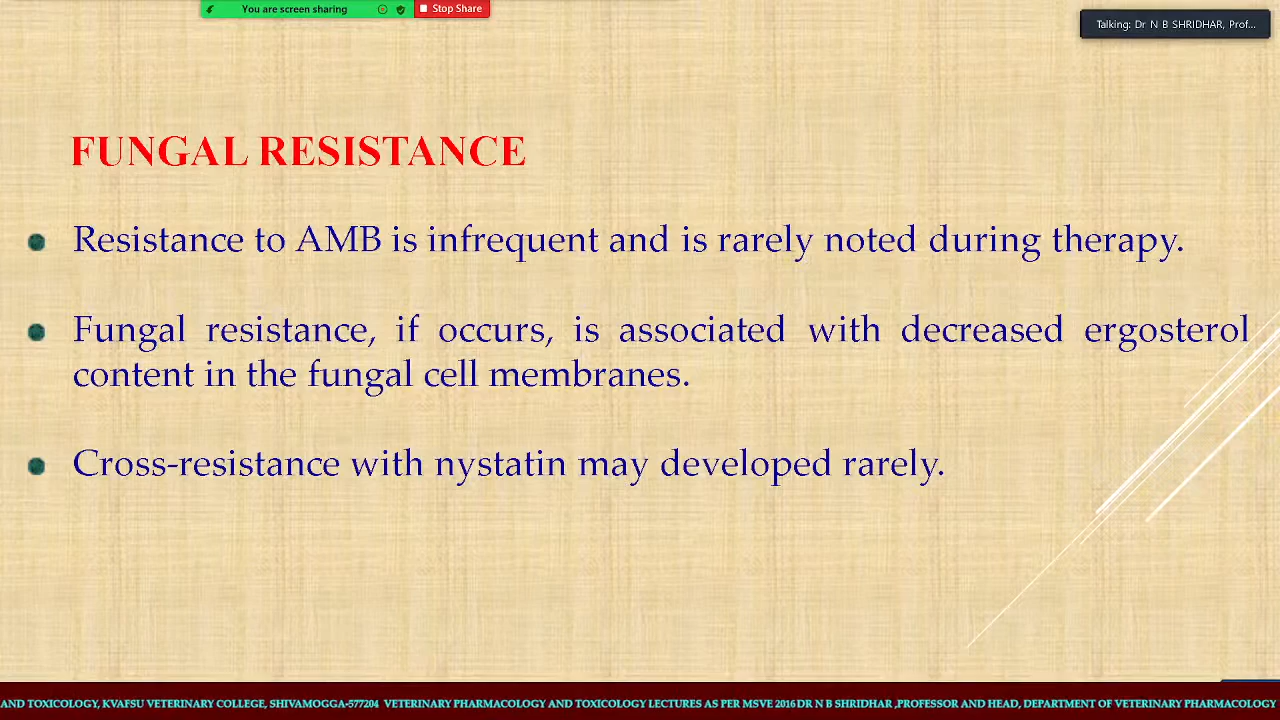 You are screen sharing
Stop Share
Talking: Dr N B SHRIDHAR, Prof...
FUNGAL RESISTANCE
Resistance to AMB is infrequent and is rarely noted during therapy.
Fungal resistance, if occurs, is associated with decreased ergosterol
content in the fungal cell membranes.
Cross-resistance with nystatin may developed rarely.
AND TOXICOLOGY, KVAFSU VETERINARY COLLEGE, SHIVAMOGGA-577204 VETERINARY PHARMACOLOGY AND TOXICOLOGY LECTURES AS PER MSVE 2016 DR N B SHRIDHAR ,PROFESSOR AND HEAD, DEPARTMENT OF VETERINARY PHARMACOLOGY